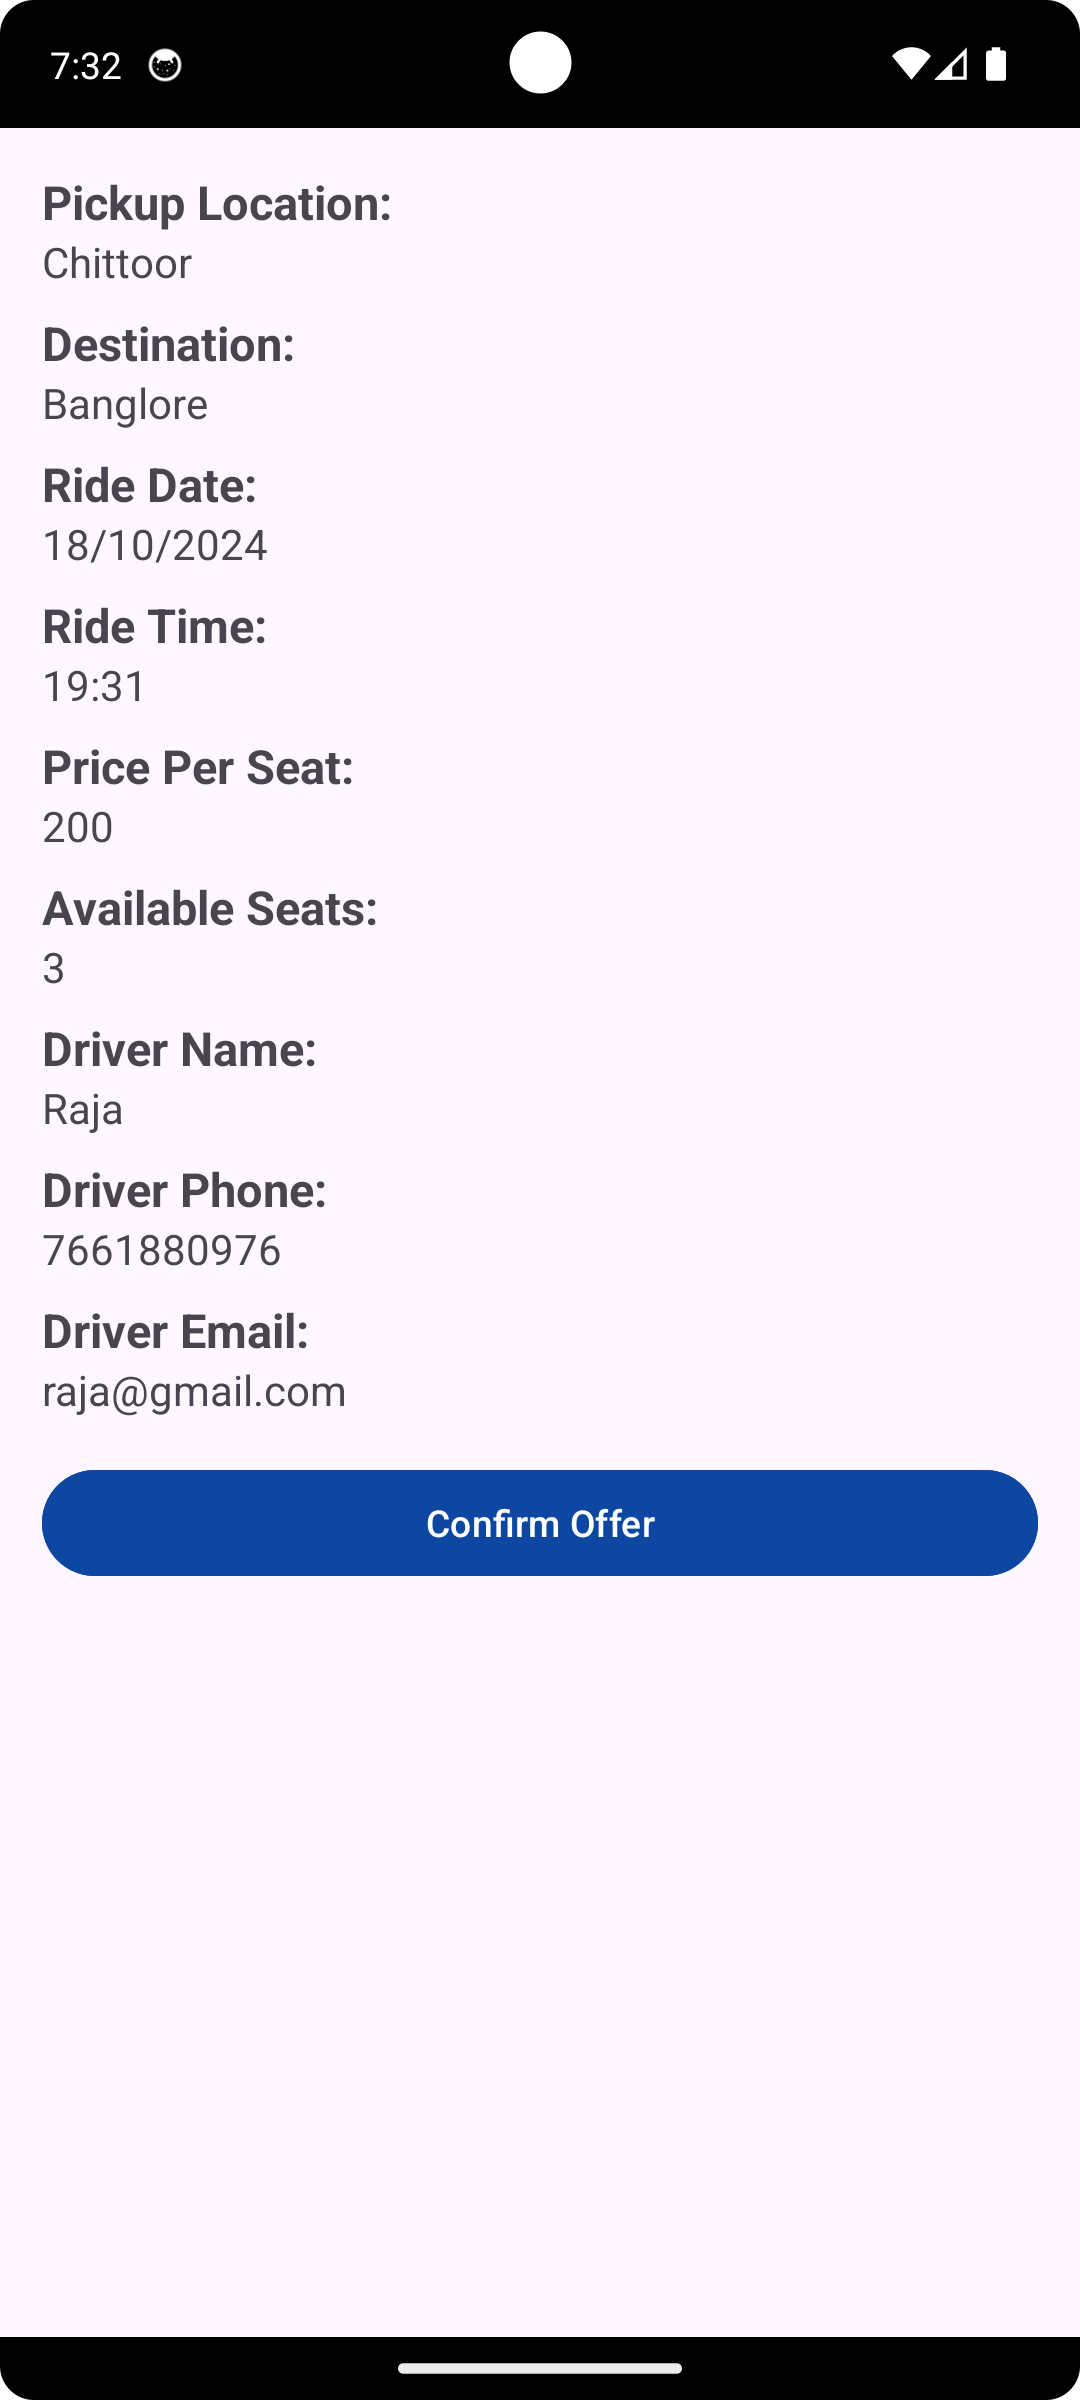 7:32
Pickup Location:
Chittoor
Destination:
Banglore
Ride Date:
18/10/2024
Ride Time:
19:31
Price Per Seat:
200
Available Seats:
3
Driver Name:
Raja
Driver Phone:
7661880976
Driver Email:
raja@gmail.com
Confirm Offer